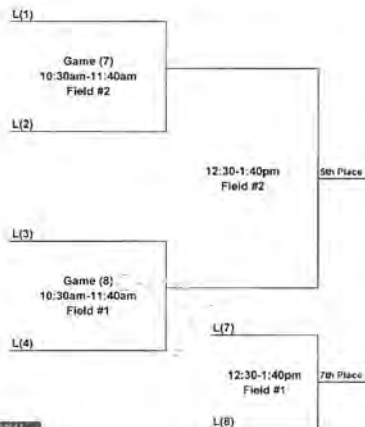 L(1)
Game (7)
10:30am-11:40am
Field #2
L(2)
12:30-1:40pm
Field #2
5th Place
L(3)
Game (8)
10:30am-11:40am
Field #1
L(4)
L(7)
12:30-1:40pm
Field #1
7th Place
L(8)